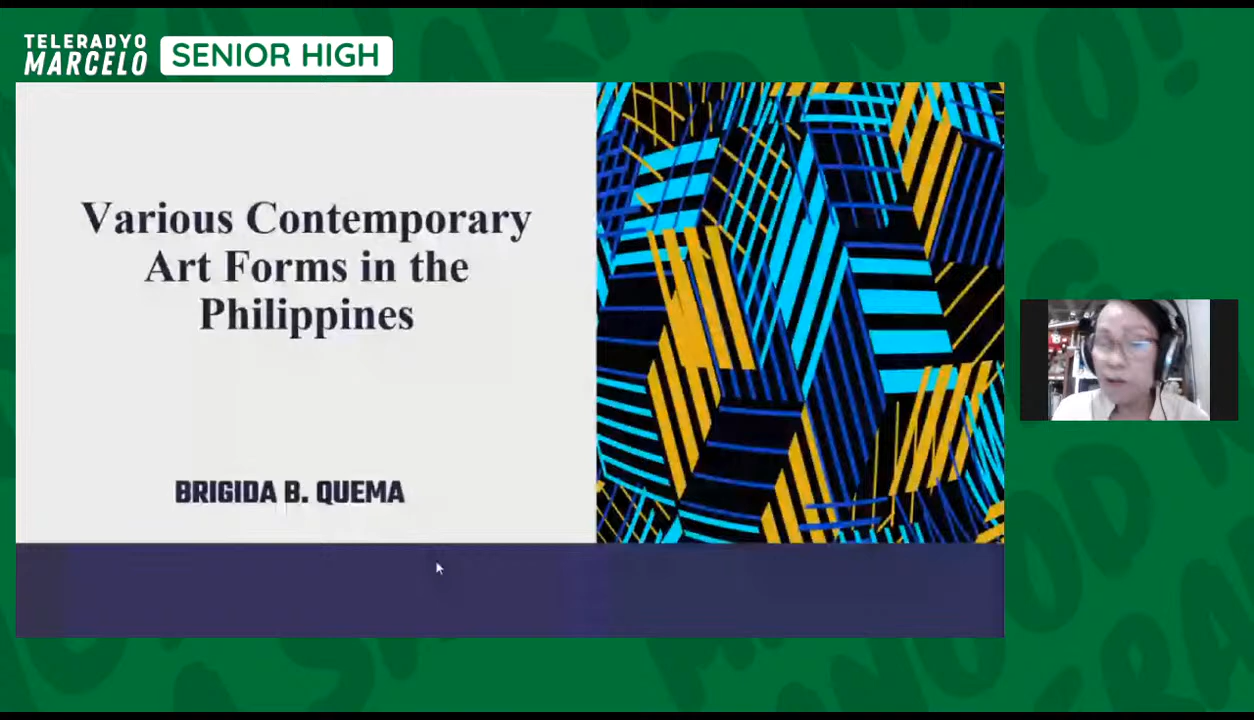 TELERADYO
MARCELO
SENIOR HIGH
Various Contemporary
Art Forms in the
Philippines
BRIGIDA B. QUEMA